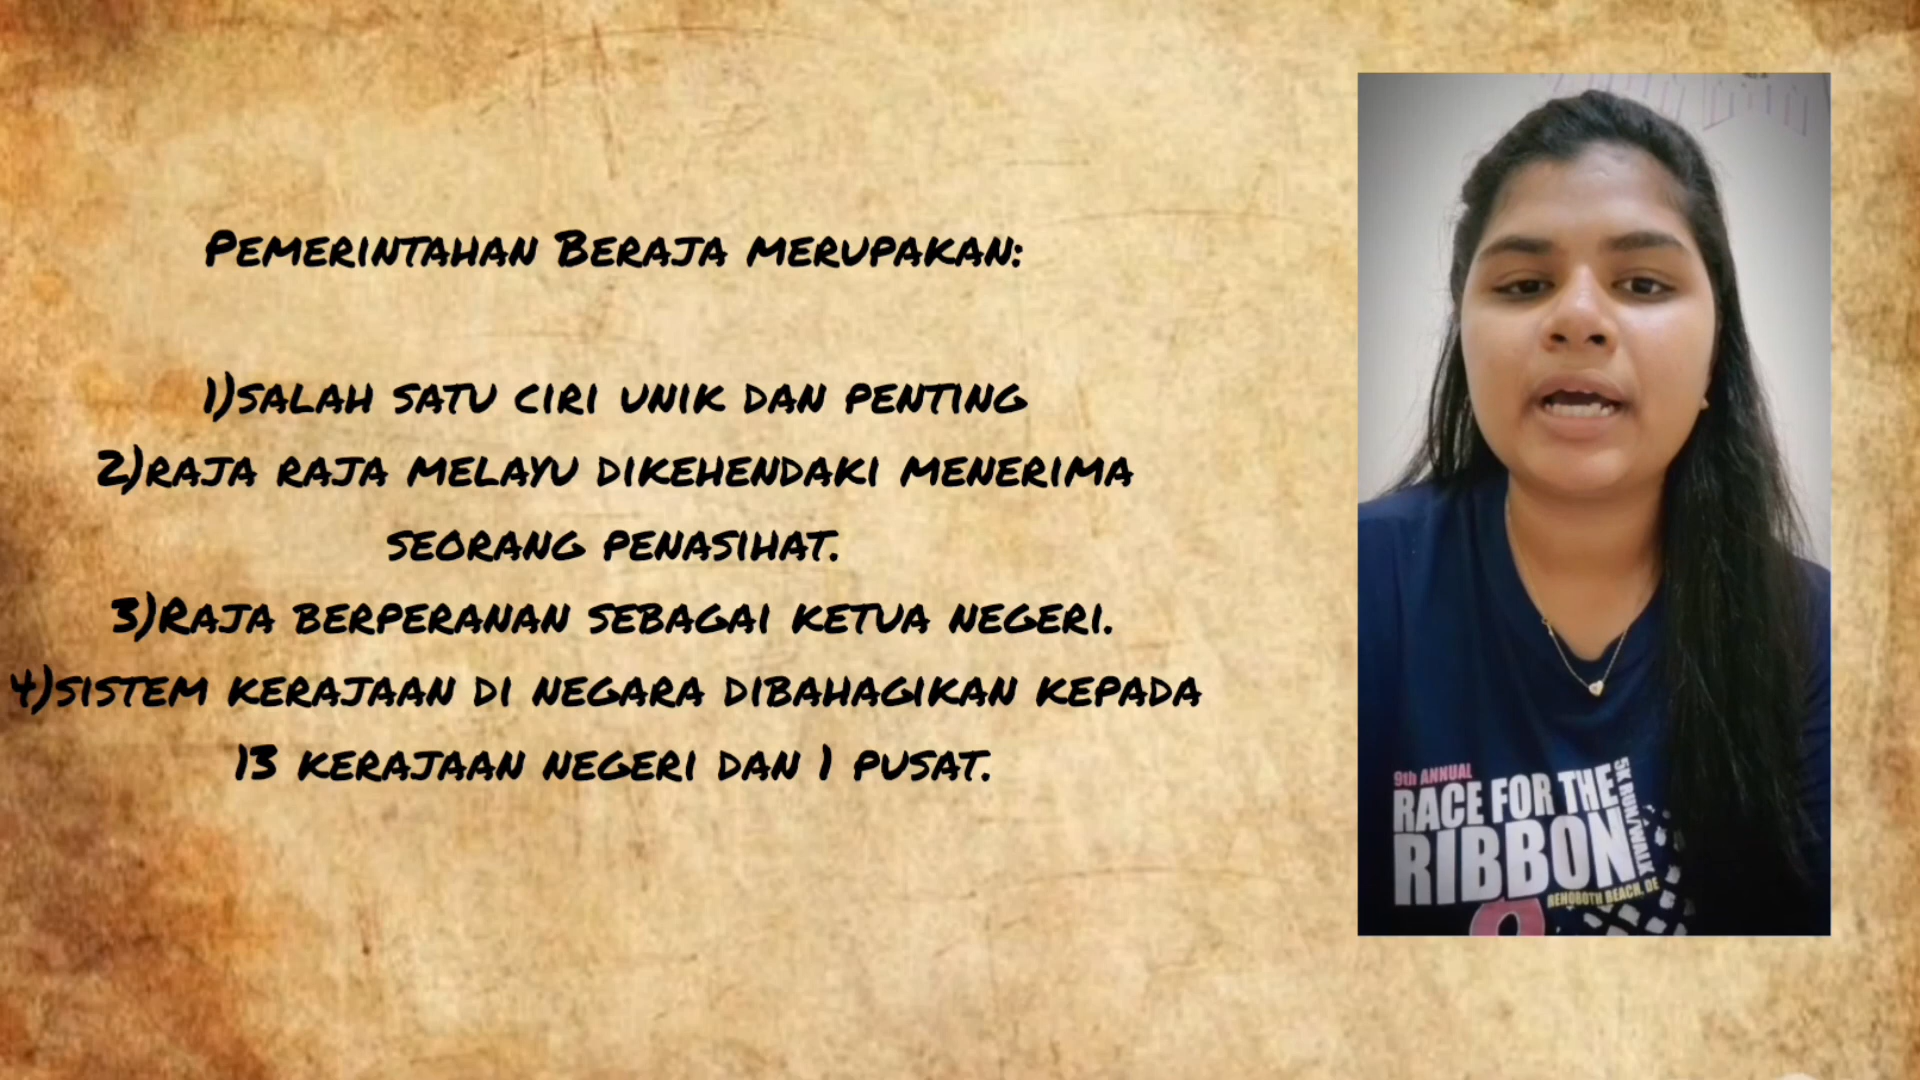 Pemerintahan Beraja merupakan:
1)salah satu ciri unik dan penting
2)raja raja melayu dikehendaki menerima
seorang penasihat.
3)Raja berperanan sebagai ketua negeri.
4)sistem kerajaan di negara dibahagikan kepada
13 kerajaan negeri dan 1 pusat.
9th ANNUAL
RACE FOR THE
RIBBON
5K RUN/WALK
REHOBOTH BEACH, DE